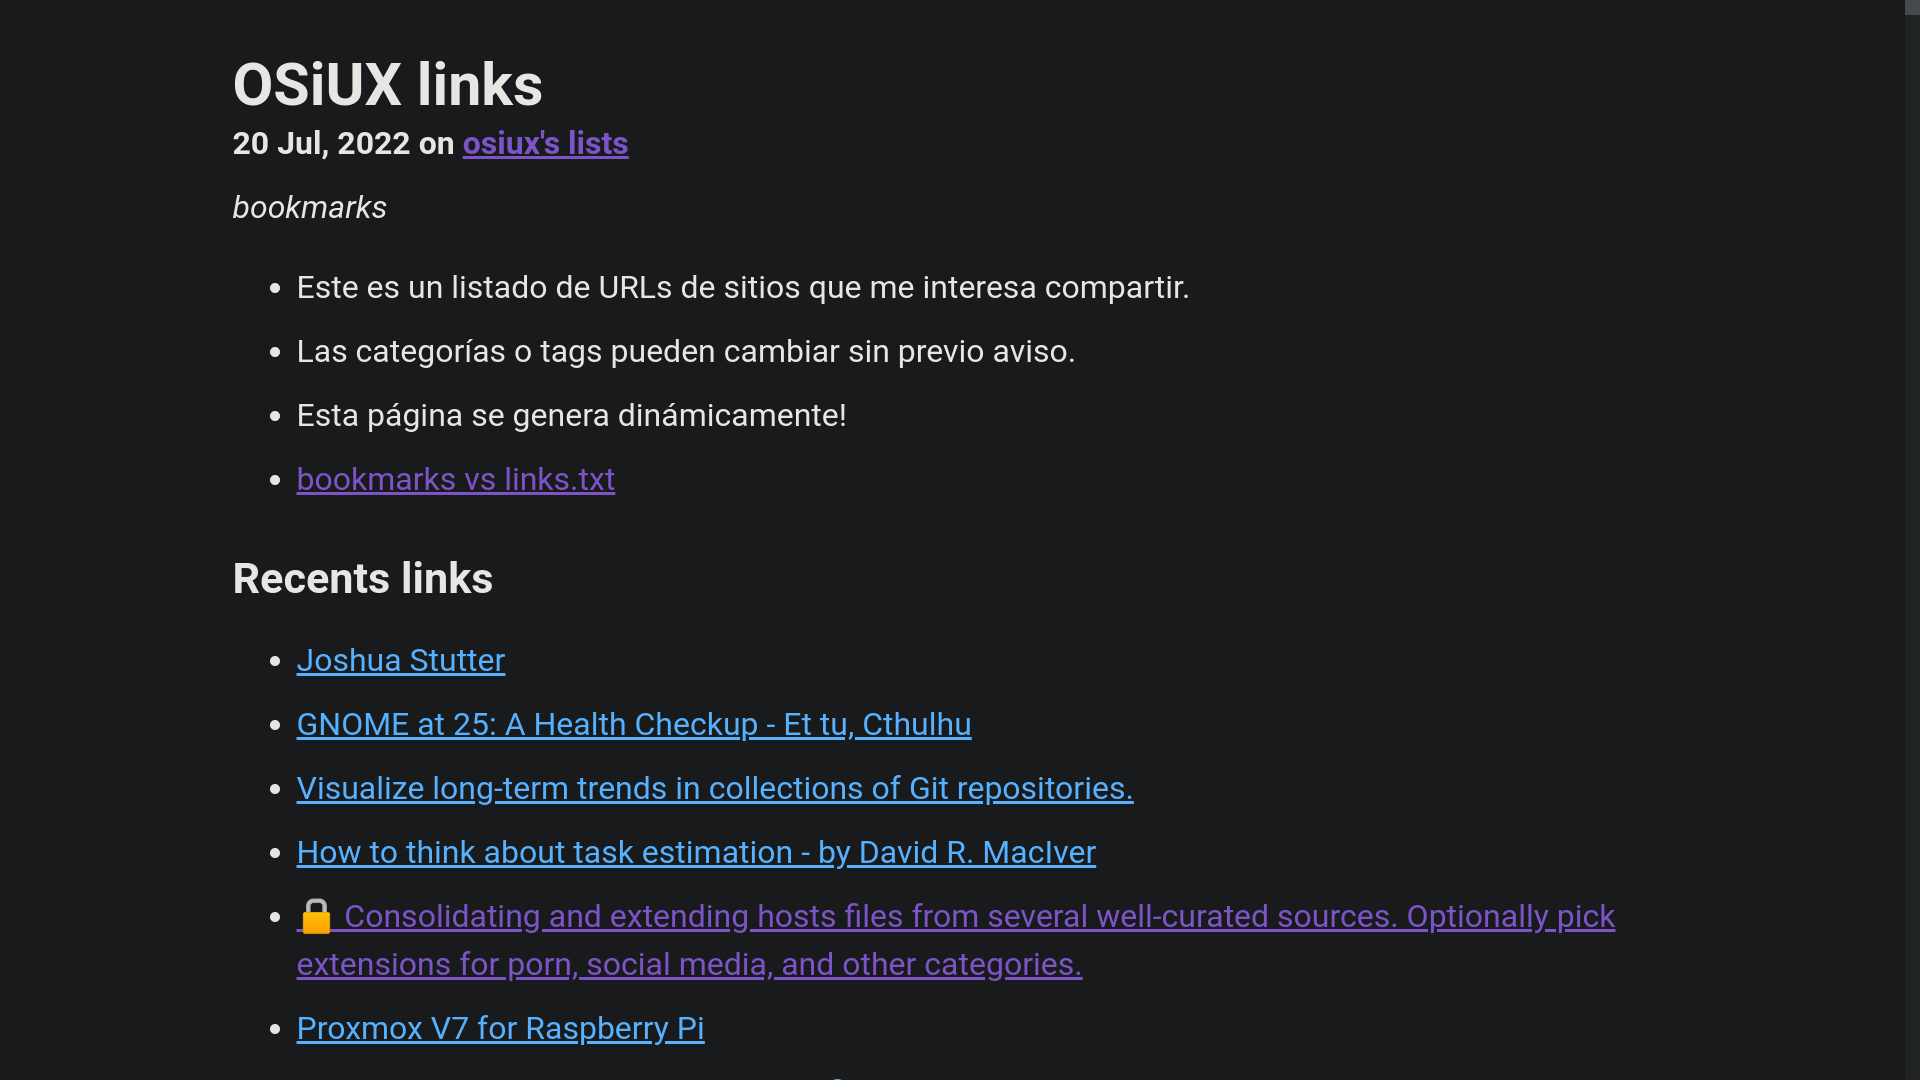 OSiUX links
20 Jul, 2022 on osiux's lists
bookmarks
Este es un listado de URLs de sitios que me interesa compartir.
Las categorías o tags pueden cambiar sin previo aviso.
Esta página se genera dinámicamente!
bookmarks vs links.txt
Recents links
Joshua Stutter
GNOME at 25: A Health Checkup - Et tu, Cthulhu
Visualize long-term trends in collections of Git repositories.
How to think about task estimation - by David R. MacIver
🔒 Consolidating and extending hosts files from several well-curated sources. Optionally pick
extensions for porn, social media, and other categories.
Proxmox V7 for Raspberry Pi